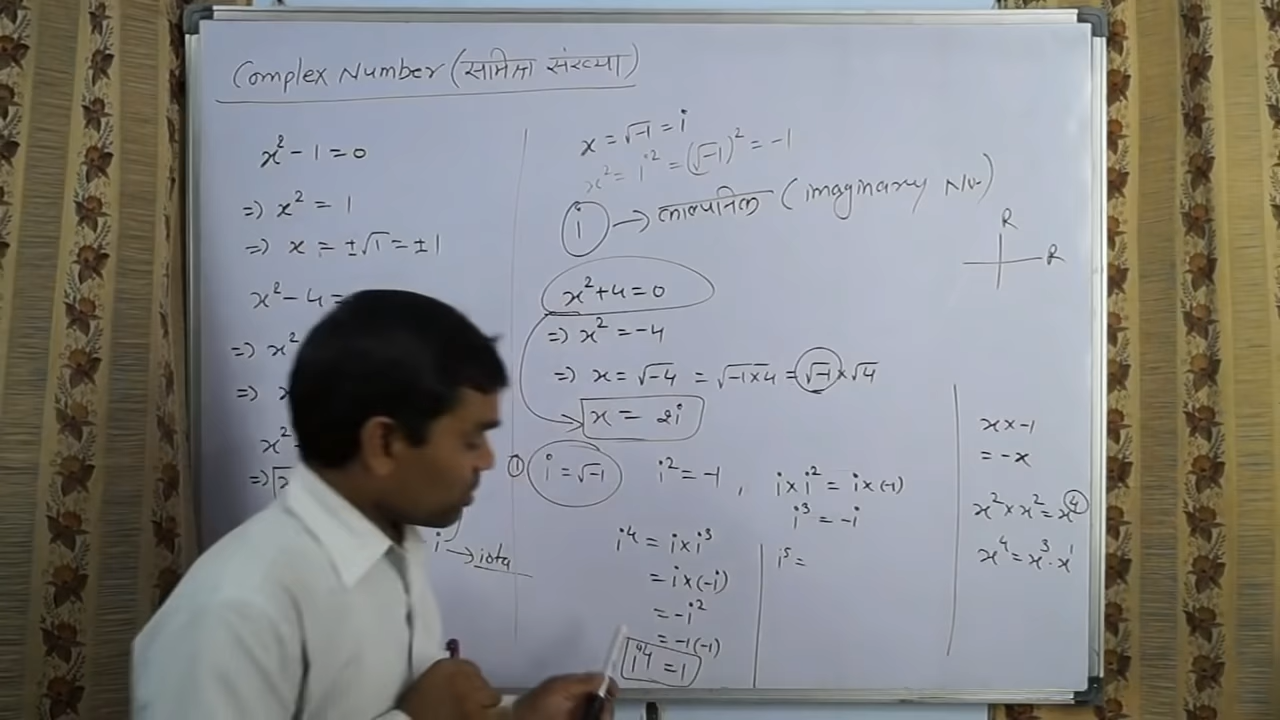 Complex Number (सामिता संख्या)
x² - 1 = 0
=) x² = 1
=) x = ±√1 = ±1
x² - 4 =
=) x²
=) x
x²
=)
i → iota
x = √-1 = i
x² = i² = (√-1)² = -1
i → काल्पनिक (imaginary Nu.)
R
R
x² + 4 = 0
=) x² = -4
=) x = √-4 = √-1×4 = √-1 × √4
x = 2i
① i = √-1 i² = -1 , i × i² = i × (-1)
i³ = -i
i⁴ = i × i³
= i × (-i)
= -i²
= -1(-1)
i⁴ = 1
i⁵ =
x × -1
= -x
x² × x² = x⁴
x⁴ = x³ · x¹